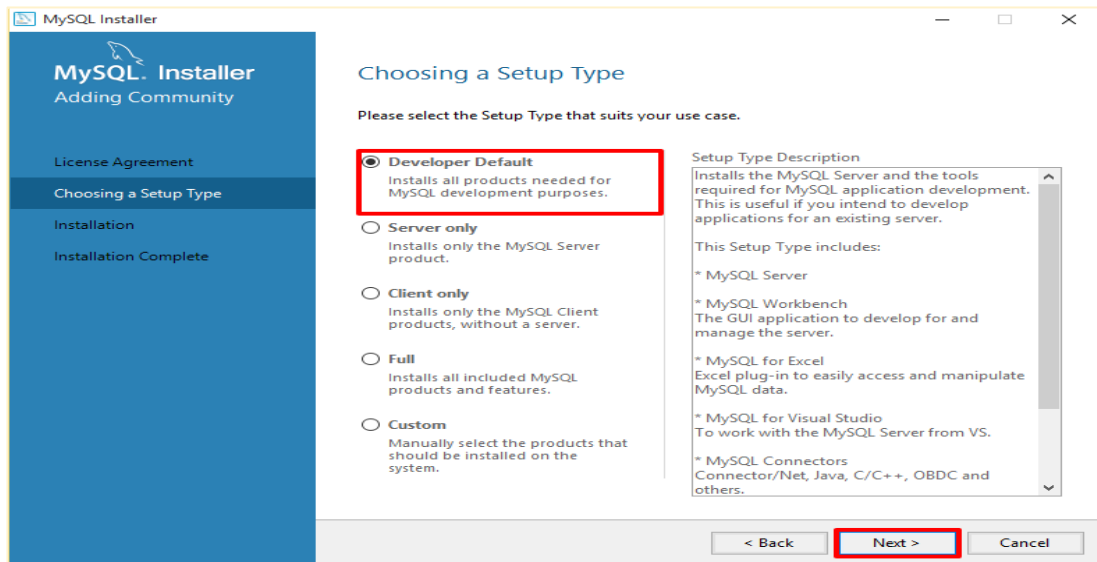 MySQL Installer
MySQL. Installer
Adding Community
License Agreement
Choosing a Setup Type
Installation
Installation Complete
Choosing a Setup Type
Please select the Setup Type that suits your use case.
Developer Default
Installs all products needed for
MySQL development purposes.
Server only
Installs only the MySQL Server
product.
Client only
Installs only the MySQL Client
products, without a server.
Full
Installs all included MySQL
products and features.
Custom
Manually select the products that
should be installed on the
system.
Setup Type Description
Installs the MySQL Server and the tools
required for MySQL application development.
This is useful if you intend to develop
applications for an existing server.
This Setup Type includes:
* MySQL Server
* MySQL Workbench
The GUI application to develop for and
manage the server.
* MySQL for Excel
Excel plug-in to easily access and manipulate
MySQL data.
* MySQL for Visual Studio
To work with the MySQL Server from VS.
* MySQL Connectors
Connector/Net, Java, C/C++, OBDC and
others.
< Back
Next >
Cancel